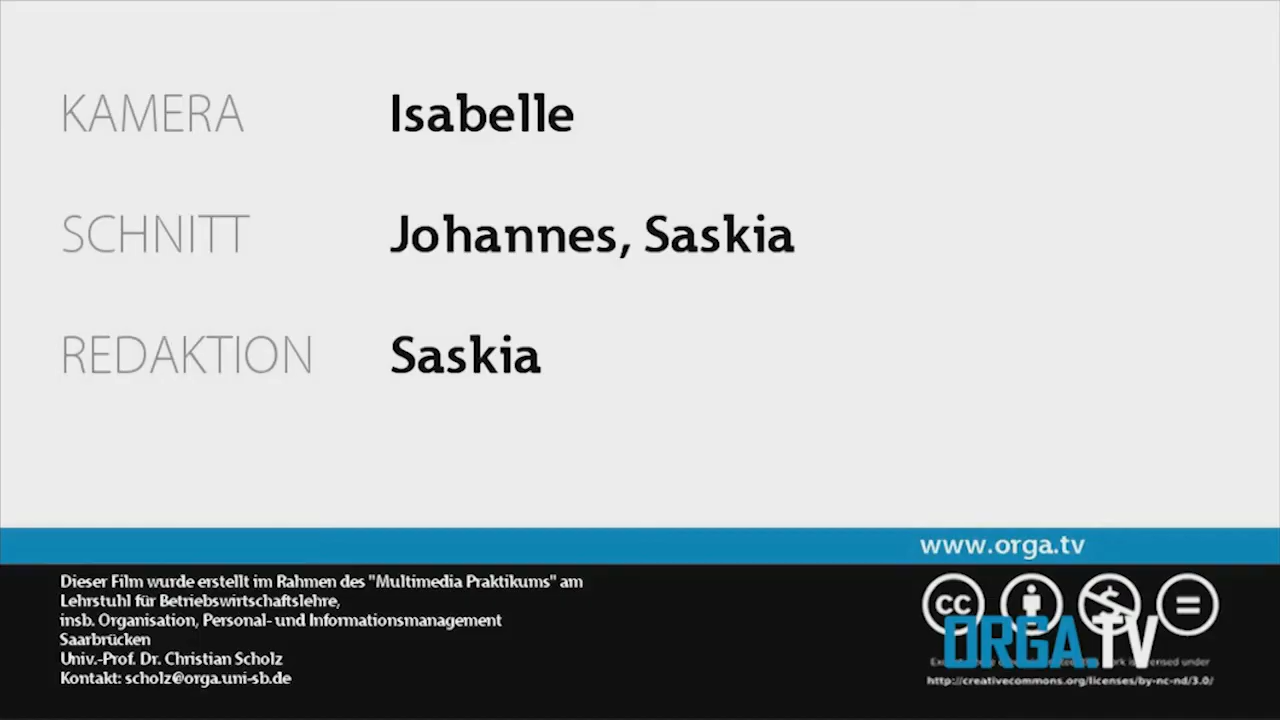 KAMERA Isabelle
SCHNITT Johannes, Saskia
REDAKTION Saskia
www.orga.tv
Dieser Film wurde erstellt im Rahmen des "Multimedia Praktikums" am
Lehrstuhl für Betriebswirtschaftslehre,
insb. Organisation, Personal- und Informationsmanagement
Saarbrücken
Univ.-Prof. Dr. Christian Scholz
Kontakt: scholz@orga.uni-sb.de
cc
ORGA.TV
under
http://creativecommons.org/licenses/by-nc-nd/3.0/